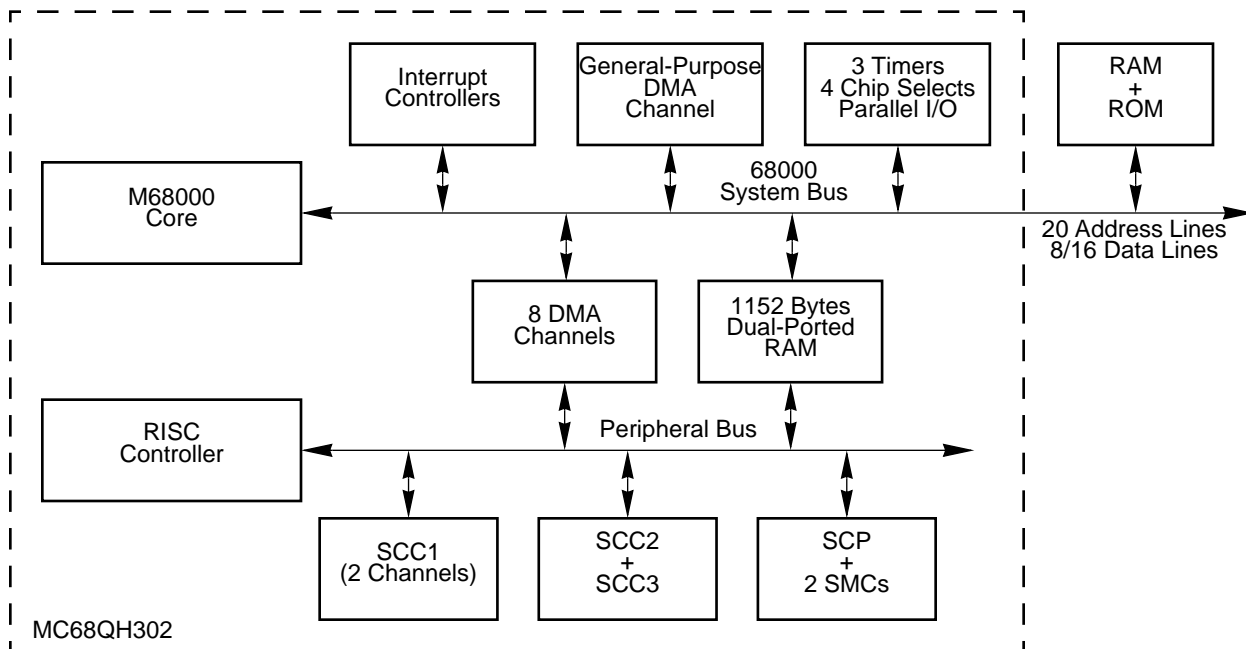 Interrupt
Controllers
General-Purpose
DMA
Channel
3 Timers
4 Chip Selects
Parallel I/O
RAM
+
ROM
M68000
Core
68000
System Bus
20 Address Lines
8/16 Data Lines
8 DMA
Channels
1152 Bytes
Dual-Ported
RAM
RISC
Controller
Peripheral Bus
SCC1
(2 Channels)
SCC2
+
SCC3
SCP
+
2 SMCs
MC68QH302